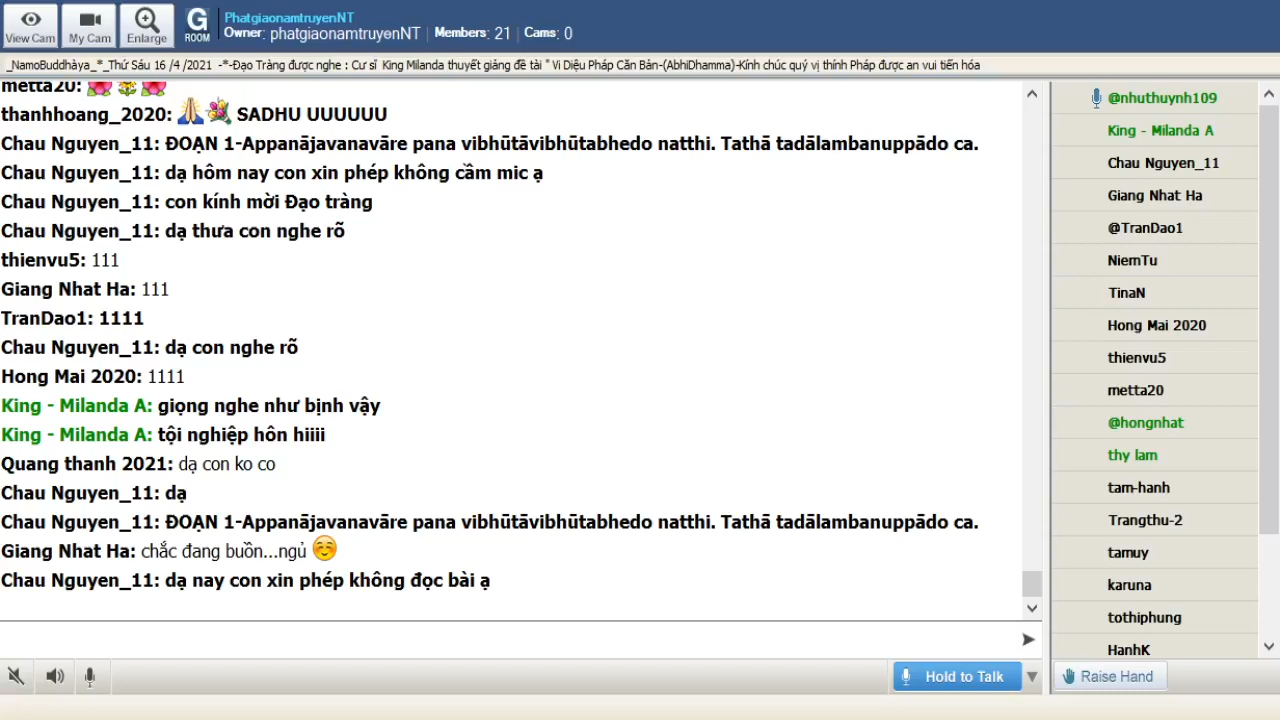 View Cam
My Cam
Enlarge
G
ROOM
PhatgiaonamtruyenNT
Owner: phatgiaonamtruyenNT | Members: 21 | Cams: 0
_NamoBuddhàya_*_Thứ Sáu 16 /4 /2021 -*-Đạo Tràng được nghe : Cư sĩ King Milanda thuyết giảng đề tài " Vi Diệu Pháp Căn Bản-(AbhiDhamma)-Kính chúc quý vị thính Pháp được an vui tiến hóa
metta20:
thanhhoang_2020: SADHU UUUUUU
Chau Nguyen_11: ĐOẠN 1-Appanājavanavāre pana vibhūtāvibhūtabhedo natthi. Tathā tadālambanuppādo ca.
Chau Nguyen_11: dạ hôm nay con xin phép không cầm mic ạ
Chau Nguyen_11: con kính mời Đạo tràng
Chau Nguyen_11: dạ thưa con nghe rõ
thienvu5: 111
Giang Nhat Ha: 111
TranDao1: 1111
Chau Nguyen_11: dạ con nghe rõ
Hong Mai 2020: 1111
King - Milanda A: giọng nghe như bịnh vậy
King - Milanda A: tội nghiệp hôn hiiii
Quang thanh 2021: dạ con ko co
Chau Nguyen_11: dạ
Chau Nguyen_11: ĐOẠN 1-Appanājavanavāre pana vibhūtāvibhūtabhedo natthi. Tathā tadālambanuppādo ca.
Giang Nhat Ha: chắc đang buồn...ngủ
Chau Nguyen_11: dạ nay con xin phép không đọc bài ạ
Hold to Talk
@nhuthuynh109
King - Milanda A
Chau Nguyen_11
Giang Nhat Ha
@TranDao1
NiemTu
TinaN
Hong Mai 2020
thienvu5
metta20
@hongnhat
thy lam
tam-hanh
Trangthu-2
tamuy
karuna
tothiphung
HanhK
Raise Hand